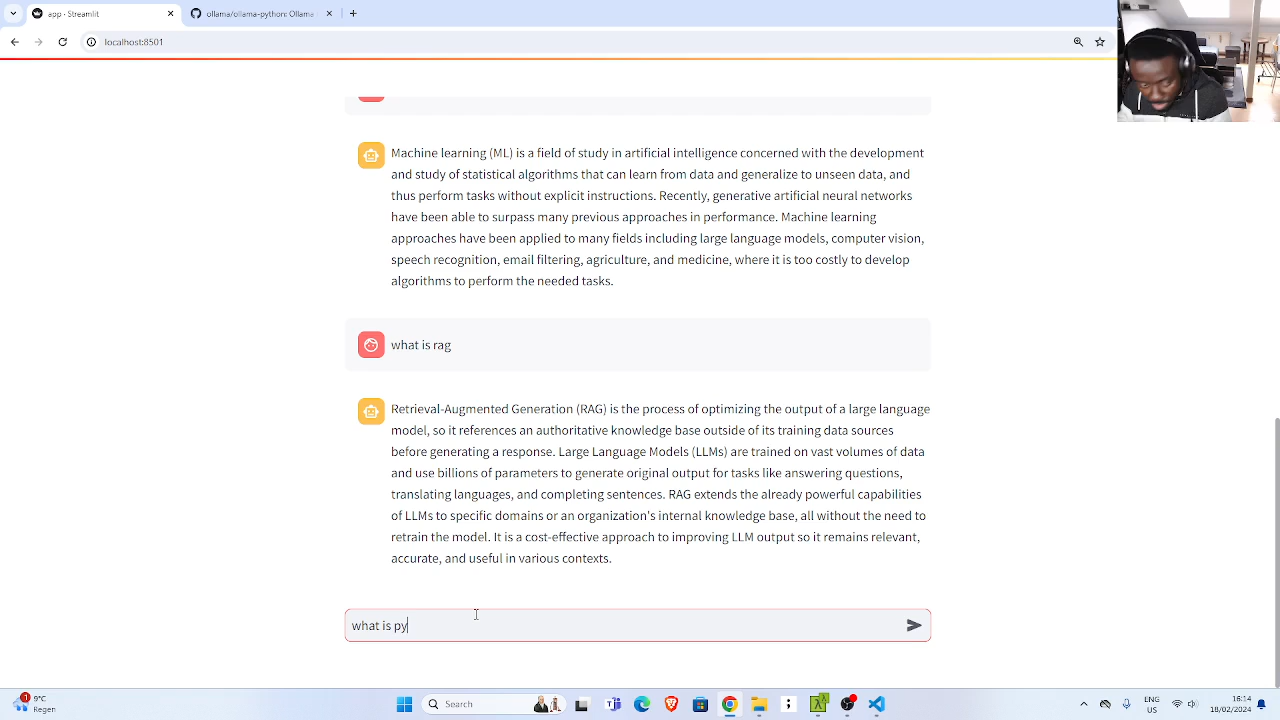 app · Streamlit
ollama/ollama-python: Ollama
localhost:8501
Machine learning (ML) is a field of study in artificial intelligence concerned with the development
and study of statistical algorithms that can learn from data and generalize to unseen data, and
thus perform tasks without explicit instructions. Recently, generative artificial neural networks
have been able to surpass many previous approaches in performance. Machine learning
approaches have been applied to many fields including large language models, computer vision,
speech recognition, email filtering, agriculture, and medicine, where it is too costly to develop
algorithms to perform the needed tasks.
what is rag
Retrieval-Augmented Generation (RAG) is the process of optimizing the output of a large language
model, so it references an authoritative knowledge base outside of its training data sources
before generating a response. Large Language Models (LLMs) are trained on vast volumes of data
and use billions of parameters to generate original output for tasks like answering questions,
translating languages, and completing sentences. RAG extends the already powerful capabilities
of LLMs to specific domains or an organization's internal knowledge base, all without the need to
retrain the model. It is a cost-effective approach to improving LLM output so it remains relevant,
accurate, and useful in various contexts.
what is py
1
9°C
Regen
Search
ENG
US
16:14
18/02/2024